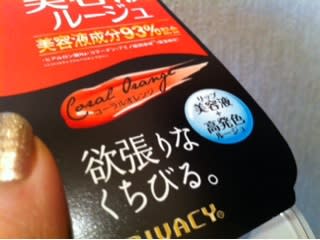 美容液
ルージュ
美容液成分93%配合
Coral Orange
コーラルオレンジ
リップ
美容液
+
高発色
ルージュ
欲張りな
くちびる。
PRIVACY®